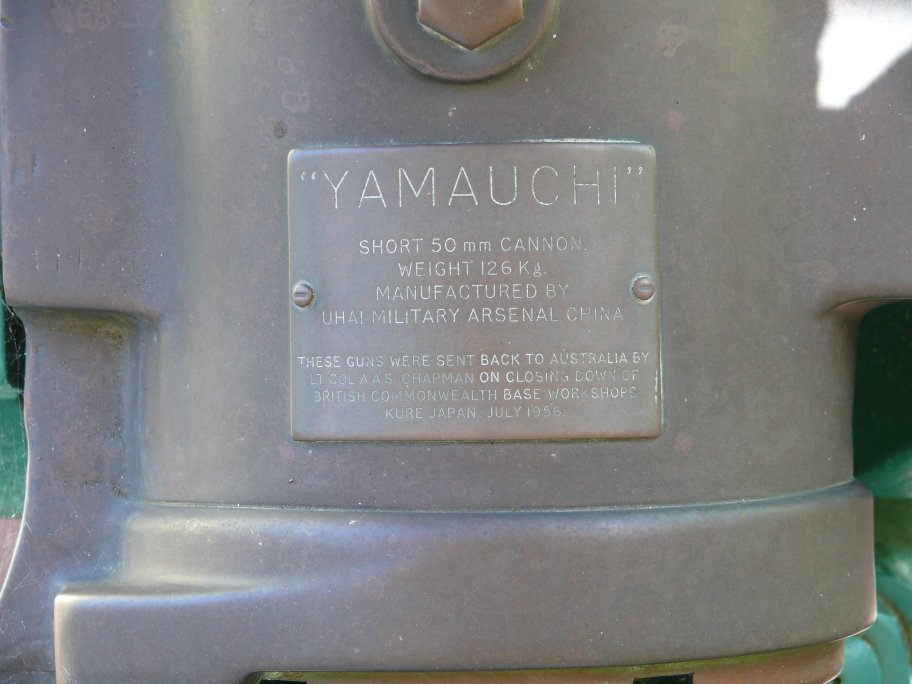 “YAMAUCHI”
SHORT 50 mm CANNON.
WEIGHT 126 Kg.
MANUFACTURED BY
UHAI MILITARY ARSENAL CHINA
THESE GUNS WERE SENT BACK TO AUSTRALIA BY
LT COL A.A.S. CHAPMAN ON CLOSING DOWN OF
BRITISH COMMONWEALTH BASE WORKSHOPS
KURE JAPAN JULY 1956.